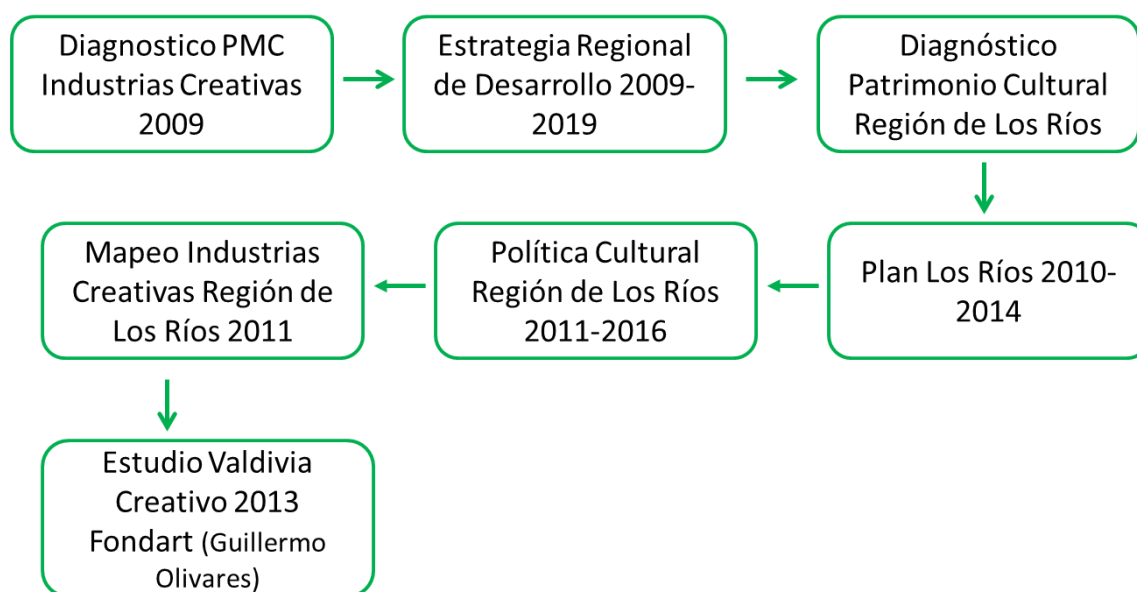 Diagnostico PMC
Industrias Creativas
2009
Estrategia Regional
de Desarrollo 2009-
2019
Diagnóstico
Patrimonio Cultural
Región de Los Ríos
Plan Los Ríos 2010-
2014
Política Cultural
Región de Los Ríos
2011-2016
Mapeo Industrias
Creativas Región de
Los Ríos 2011
Estudio Valdivia
Creativo 2013
Fondart (Guillermo
Olivares)